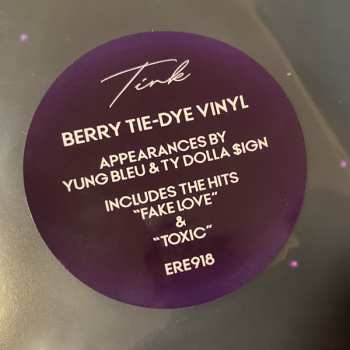 Tink
BERRY TIE-DYE VINYL
APPEARANCES BY
YUNG BLEU & TY DOLLA $IGN
INCLUDES THE HITS
"FAKE LOVE"
&
"TOXIC"
ERE918